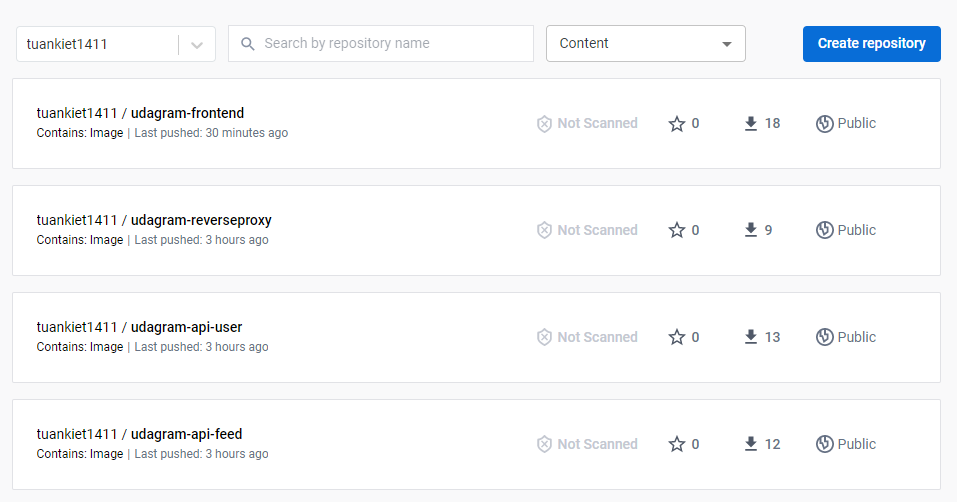 tuankiet1411 Search by repository name Content Create repository
tuankiet1411 / udagram-frontend
Contains: Image | Last pushed: 30 minutes ago
Not Scanned 0 18 Public
tuankiet1411 / udagram-reverseproxy
Contains: Image | Last pushed: 3 hours ago
Not Scanned 0 9 Public
tuankiet1411 / udagram-api-user
Contains: Image | Last pushed: 3 hours ago
Not Scanned 0 13 Public
tuankiet1411 / udagram-api-feed
Contains: Image | Last pushed: 3 hours ago
Not Scanned 0 12 Public